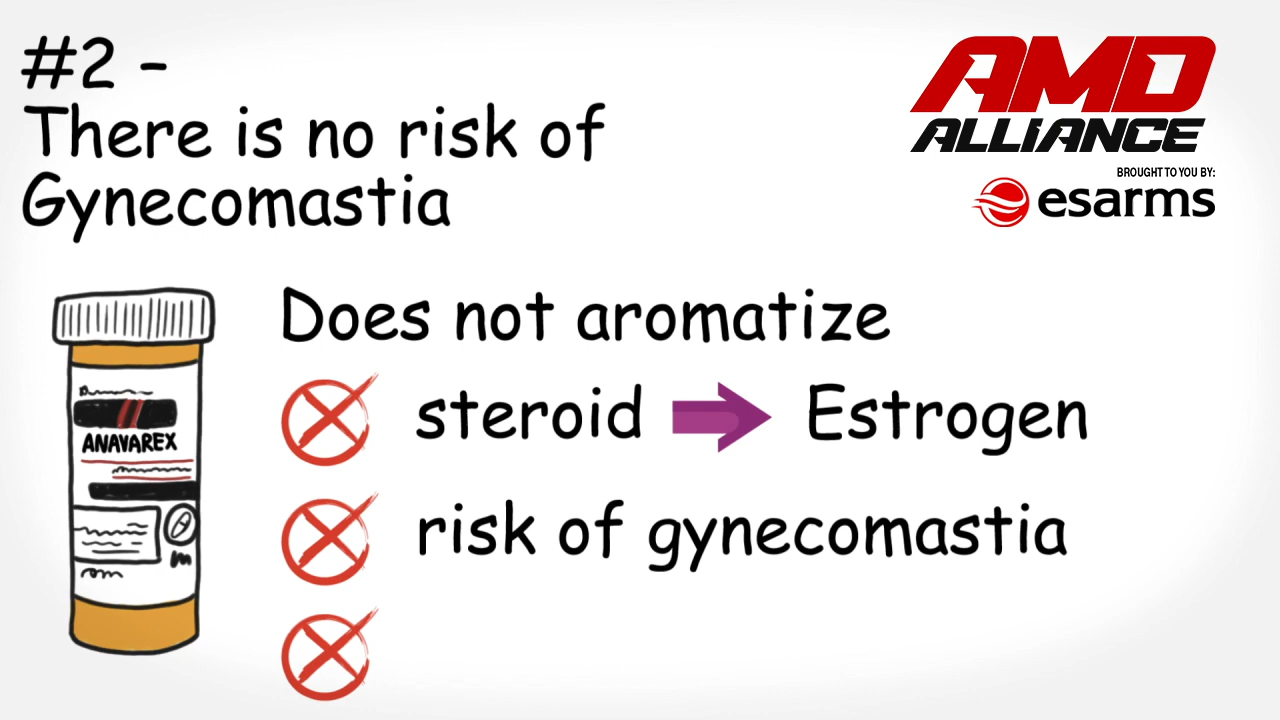 #2 –
There is no risk of
Gynecomastia
AMD
ALLiANCE
BROUGHT TO YOU BY:
esarms
Does not aromatize
steroid Estrogen
risk of gynecomastia
ANAVAREX